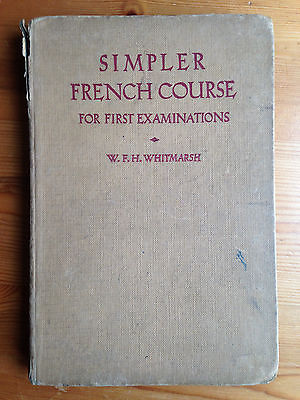 SIMPLER
FRENCH COURSE
FOR FIRST EXAMINATIONS
W. F. H. WHITMARSH